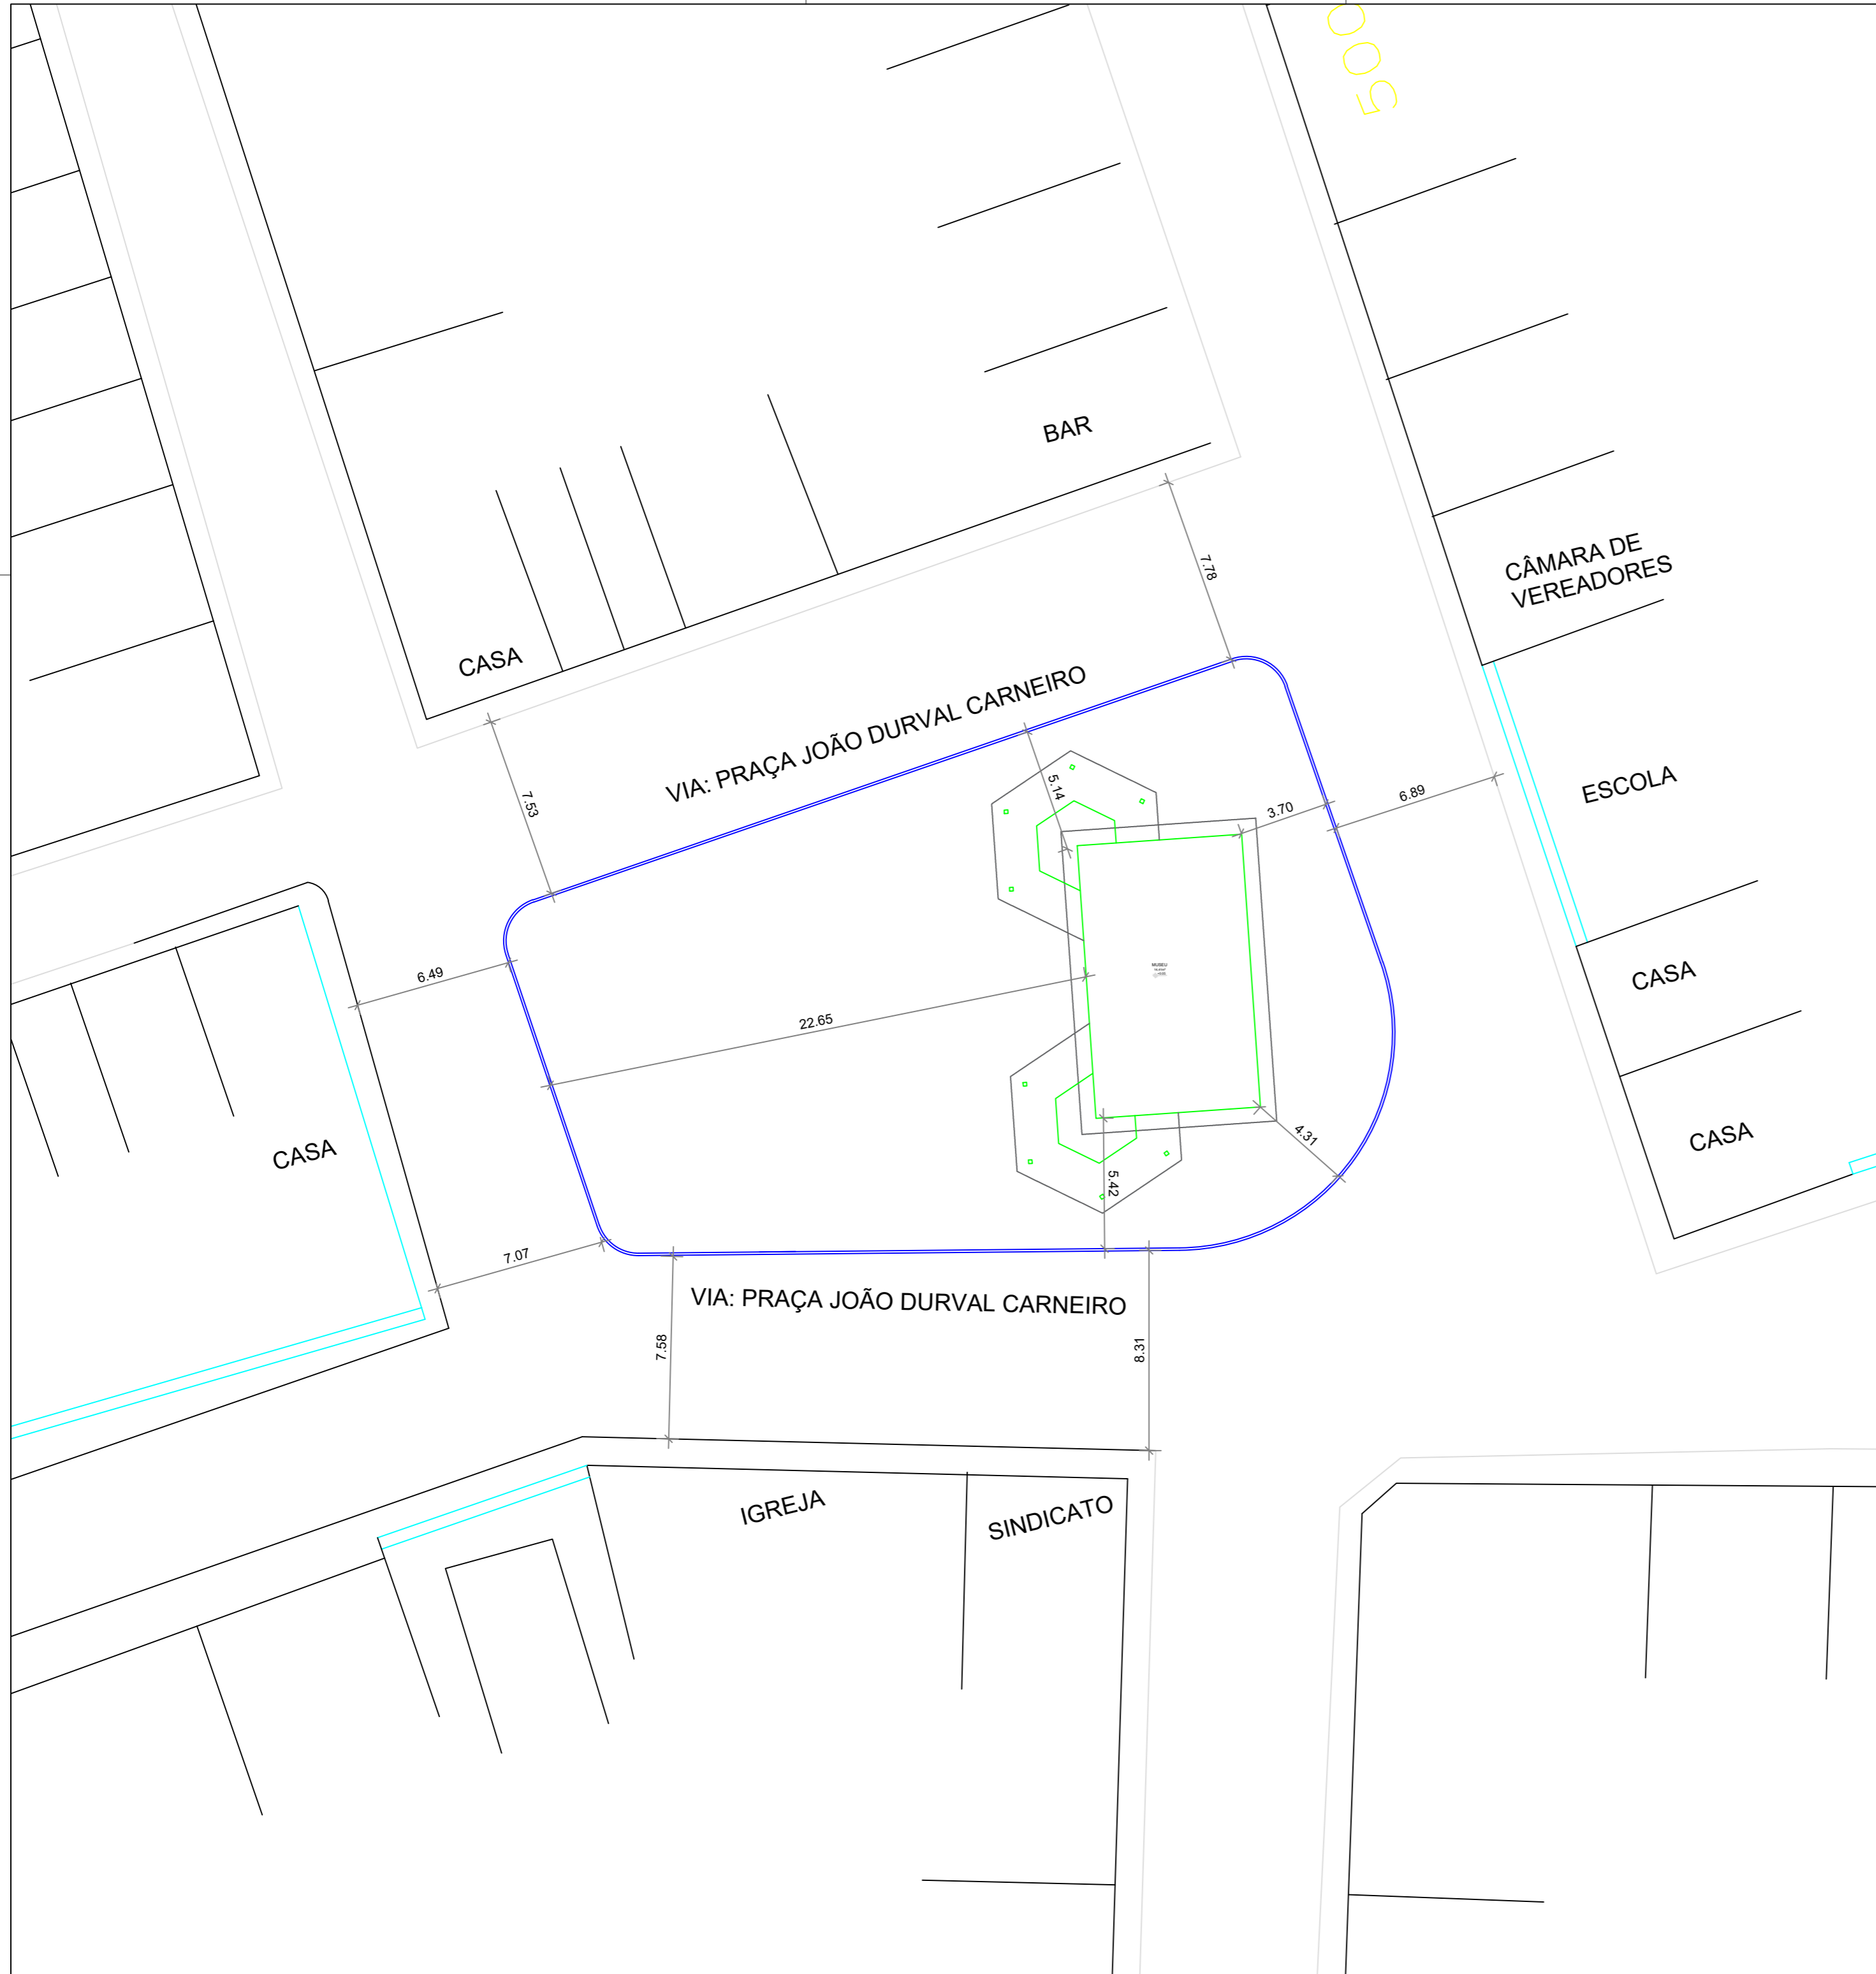 005
BAR
CÂMARA DE
VEREADORES
7.78
CASA
VIA: PRAÇA JOÃO DURVAL CARNEIRO
7.53
5.14
3.70
6.89
ESCOLA
6.49
MUSEU
CASA
22.65
CASA
4.31
CASA
5.42
7.07
VIA: PRAÇA JOÃO DURVAL CARNEIRO
7.58
8.31
IGREJA
SINDICATO